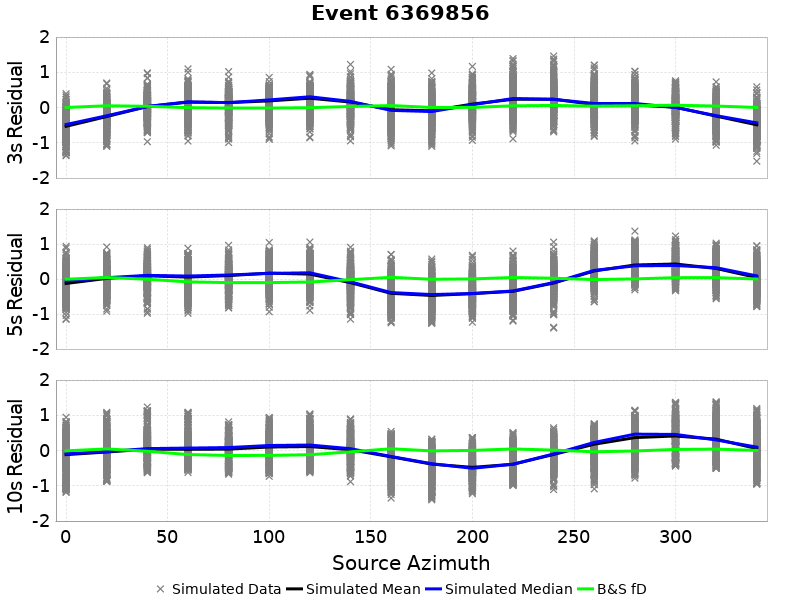 Event 6369856
3s Residual
2
1
0
-1
-2
5s Residual
2
1
0
-1
-2
10s Residual
2
1
0
-1
-2
0 50 100 150 200 250 300
Source Azimuth
Simulated Data Simulated Mean Simulated Median B&S fD